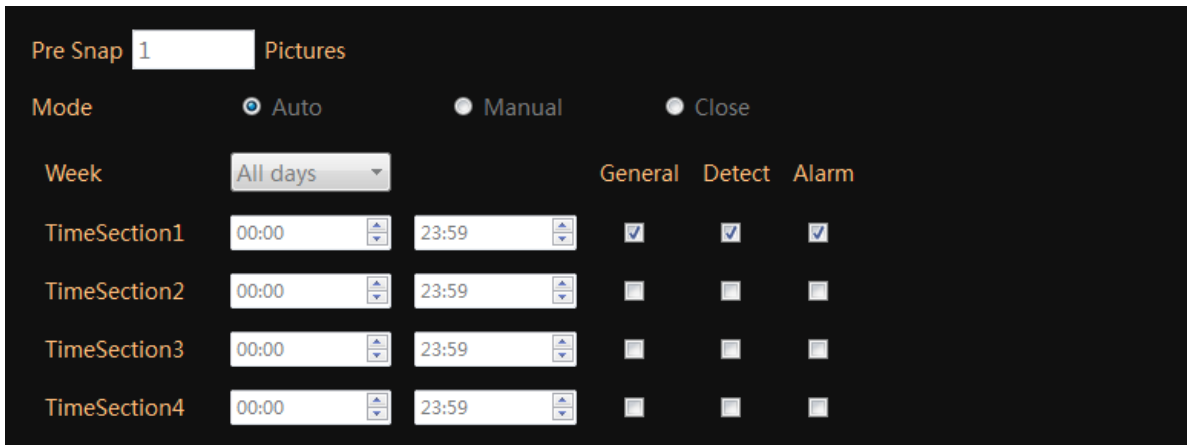 Pre Snap 1 Pictures
Mode Auto Manual Close
Week All days General Detect Alarm
TimeSection1 00:00 23:59
TimeSection2 00:00 23:59
TimeSection3 00:00 23:59
TimeSection4 00:00 23:59